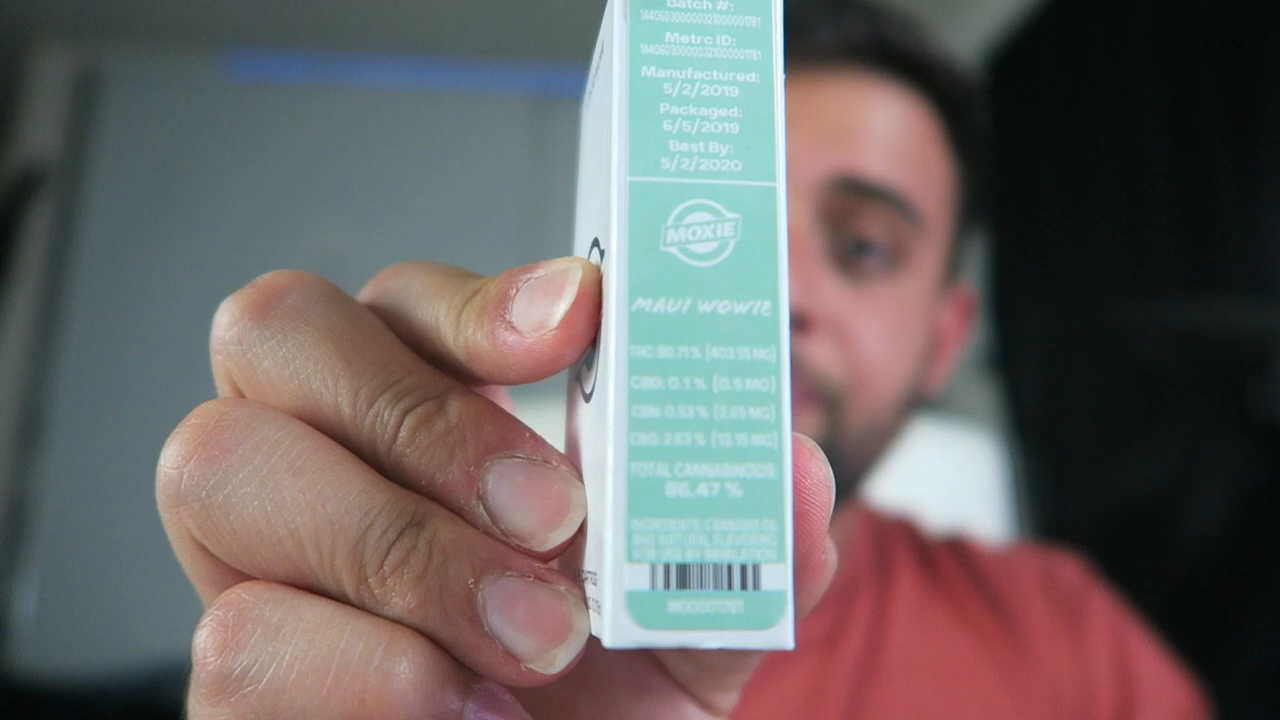 Batch #:
1A4060300000321000001781
Metrc ID:
1A4060300000321000001781
Manufactured:
5/2/2019
Packaged:
6/5/2019
Best By:
5/2/2020
MOXIE
MAUI WOWIE
THC: 80.71% (403.55 MG)
CBD: 0.1% (0.5 MG)
CBN: 0.53% (2.65 MG)
CBG: 2.63% (13.15 MG)
TOTAL CANNABINOIDS:
86.47%
INGREDIENTS: CANNABIS OIL
AND NATURAL FLAVORING
FOR USE BY INHALATION